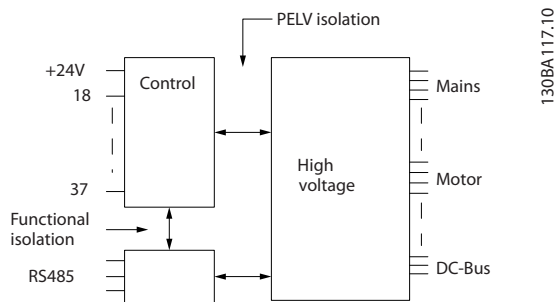 PELV isolation
130BA117.10
+24V
Control
Mains
18
High
voltage
37
Motor
Functional
isolation
RS485
DC-Bus